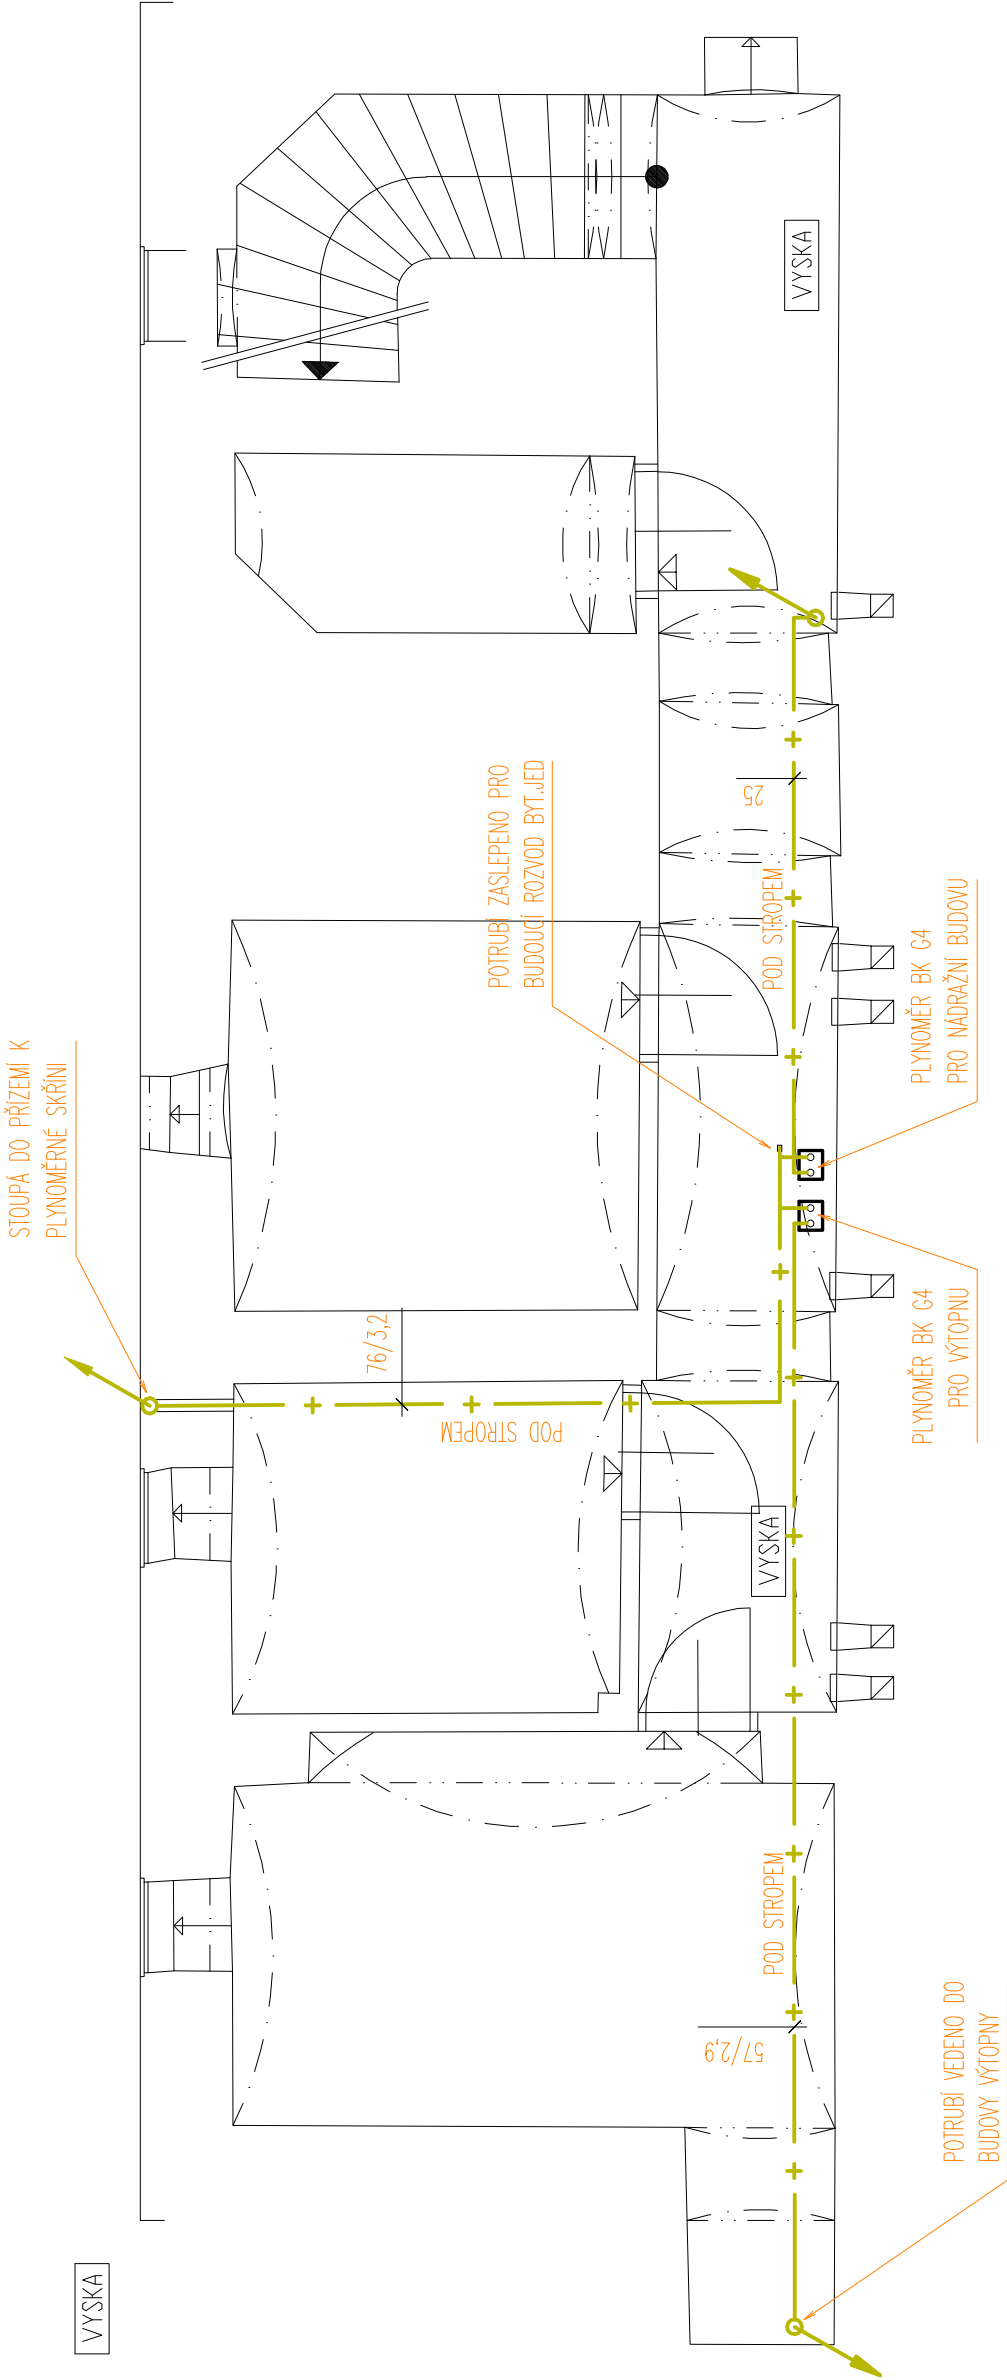 STOUPÁ DO PŘÍZEMÍ K
PLYNOMĚRNÉ SKŘÍNI
POTRUBÍ ZASLEPENO PRO
BUDOUCÍ ROZVOD BYT.JED
VYSKA
25
POD STROPEM
PLYNOMĚR BK G4
PRO NÁDRAŽNÍ BUDOVU
76/3,2
POD STROPEM
PLYNOMĚR BK G4
PRO VÝTOPNU
VYSKA
POD STROPEM
57/2,9
POTRUBÍ VEDENO DO
BUDOVY VÝTOPNY
VYSKA